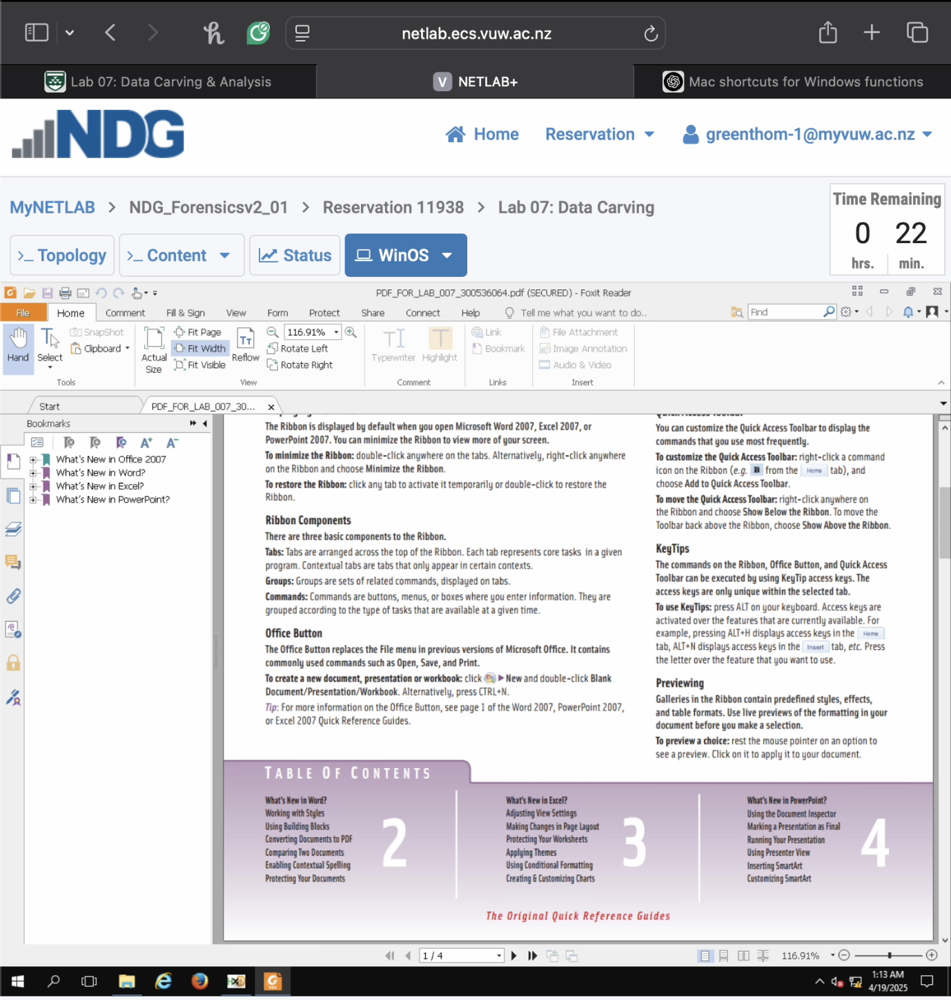 netlab.ecs.vuw.ac.nz
Lab 07: Data Carving & Analysis
V NETLAB+
Mac shortcuts for Windows functions
NDG
Home
Reservation
greenthom-1@myvuw.ac.nz
MyNETLAB > NDG_Forensicsv2_01 > Reservation 11938 > Lab 07: Data Carving
Time Remaining
0 22
hrs. min.
>_ Topology
>_ Content
Status
WinOS
PDF_FOR_LAB_007_300536064.pdf (SECURED) - Foxit Reader
File
Home
Comment
Fill & Sign
View
Form
Protect
Share
Connect
Help
Tell me what you want to do..
Find
Hand
Select
SnapShot
Clipboard
Tools
Actual
Size
Fit Page
Fit Width
Fit Visible
Reflow
116.91%
Rotate Left
Rotate Right
View
Typewriter
Highlight
Comment
Link
Bookmark
Links
File Attachment
Image Annotation
Audio & Video
Insert
Start
PDF_FOR_LAB_007_30...
Bookmarks
What's New in Office 2007
What's New in Word?
What's New in Excel?
What's New in PowerPoint?
The Ribbon is displayed by default when you open Microsoft Word 2007, Excel 2007, or
PowerPoint 2007. You can minimize the Ribbon to view more of your screen.
To minimize the Ribbon: double-click anywhere on the tabs. Alternatively, right-click anywhere
on the Ribbon and choose Minimize the Ribbon.
To restore the Ribbon: click any tab to activate it temporarily or double-click to restore the
Ribbon.
Ribbon Components
There are three basic components to the Ribbon.
Tabs: Tabs are arranged across the top of the Ribbon. Each tab represents core tasks in a given
program. Contextual tabs are tabs that only appear in certain contexts.
Groups: Groups are sets of related commands, displayed on tabs.
Commands: Commands are buttons, menus, or boxes where you enter information. They are
grouped according to the type of tasks that are available at a given time.
Office Button
The Office Button replaces the File menu in previous versions of Microsoft Office. It contains
commonly used commands such as Open, Save, and Print.
To create a new document, presentation or workbook: click ▶ New and double-click Blank
Document/Presentation/Workbook. Alternatively, press CTRL+N.
Tip: For more information on the Office Button, see page 1 of the Word 2007, PowerPoint 2007,
or Excel 2007 Quick Reference Guides.
Quick Access Toolbar
You can customize the Quick Access Toolbar to display the
commands that you use most frequently.
To customize the Quick Access Toolbar: right-click a command
icon on the Ribbon (e.g. B from the Home tab), and
choose Add to Quick Access Toolbar.
To move the Quick Access Toolbar: right-click anywhere on
the Ribbon and choose Show Below the Ribbon. To move the
Toolbar back above the Ribbon, choose Show Above the Ribbon.
KeyTips
The commands on the Ribbon, Office Button, and Quick Access
Toolbar can be executed by using KeyTip access keys. The
access keys are only unique within the selected tab.
To use KeyTips: press ALT on your keyboard. Access keys are
activated over the features that are currently available. For
example, pressing ALT+H displays access keys in the Home
tab, ALT+N displays access keys in the Insert tab, etc. Press
the letter over the feature that you want to use.
Previewing
Galleries in the Ribbon contain predefined styles, effects,
and table formats. Use live previews of the formatting in your
document before you make a selection.
To preview a choice: rest the mouse pointer on an option to
see a preview. Click on it to apply it to your document.
TABLE OF CONTENTS
What's New in Word?
Working with Styles
Using Building Blocks
Converting Documents to PDF
Comparing Two Documents
Enabling Contextual Spelling
Protecting Your Documents
2
What's New in Excel?
Adjusting View Settings
Making Changes in Page Layout
Protecting Your Worksheets
Applying Themes
Using Conditional Formatting
Creating & Customizing Charts
3
What's New in PowerPoint?
Using the Document Inspector
Marking a Presentation as Final
Running Your Presentation
Using Presenter View
Inserting SmartArt
Customizing SmartArt
4
The Original Quick Reference Guides
1 / 4
116.91%
1:13 AM
4/19/2025